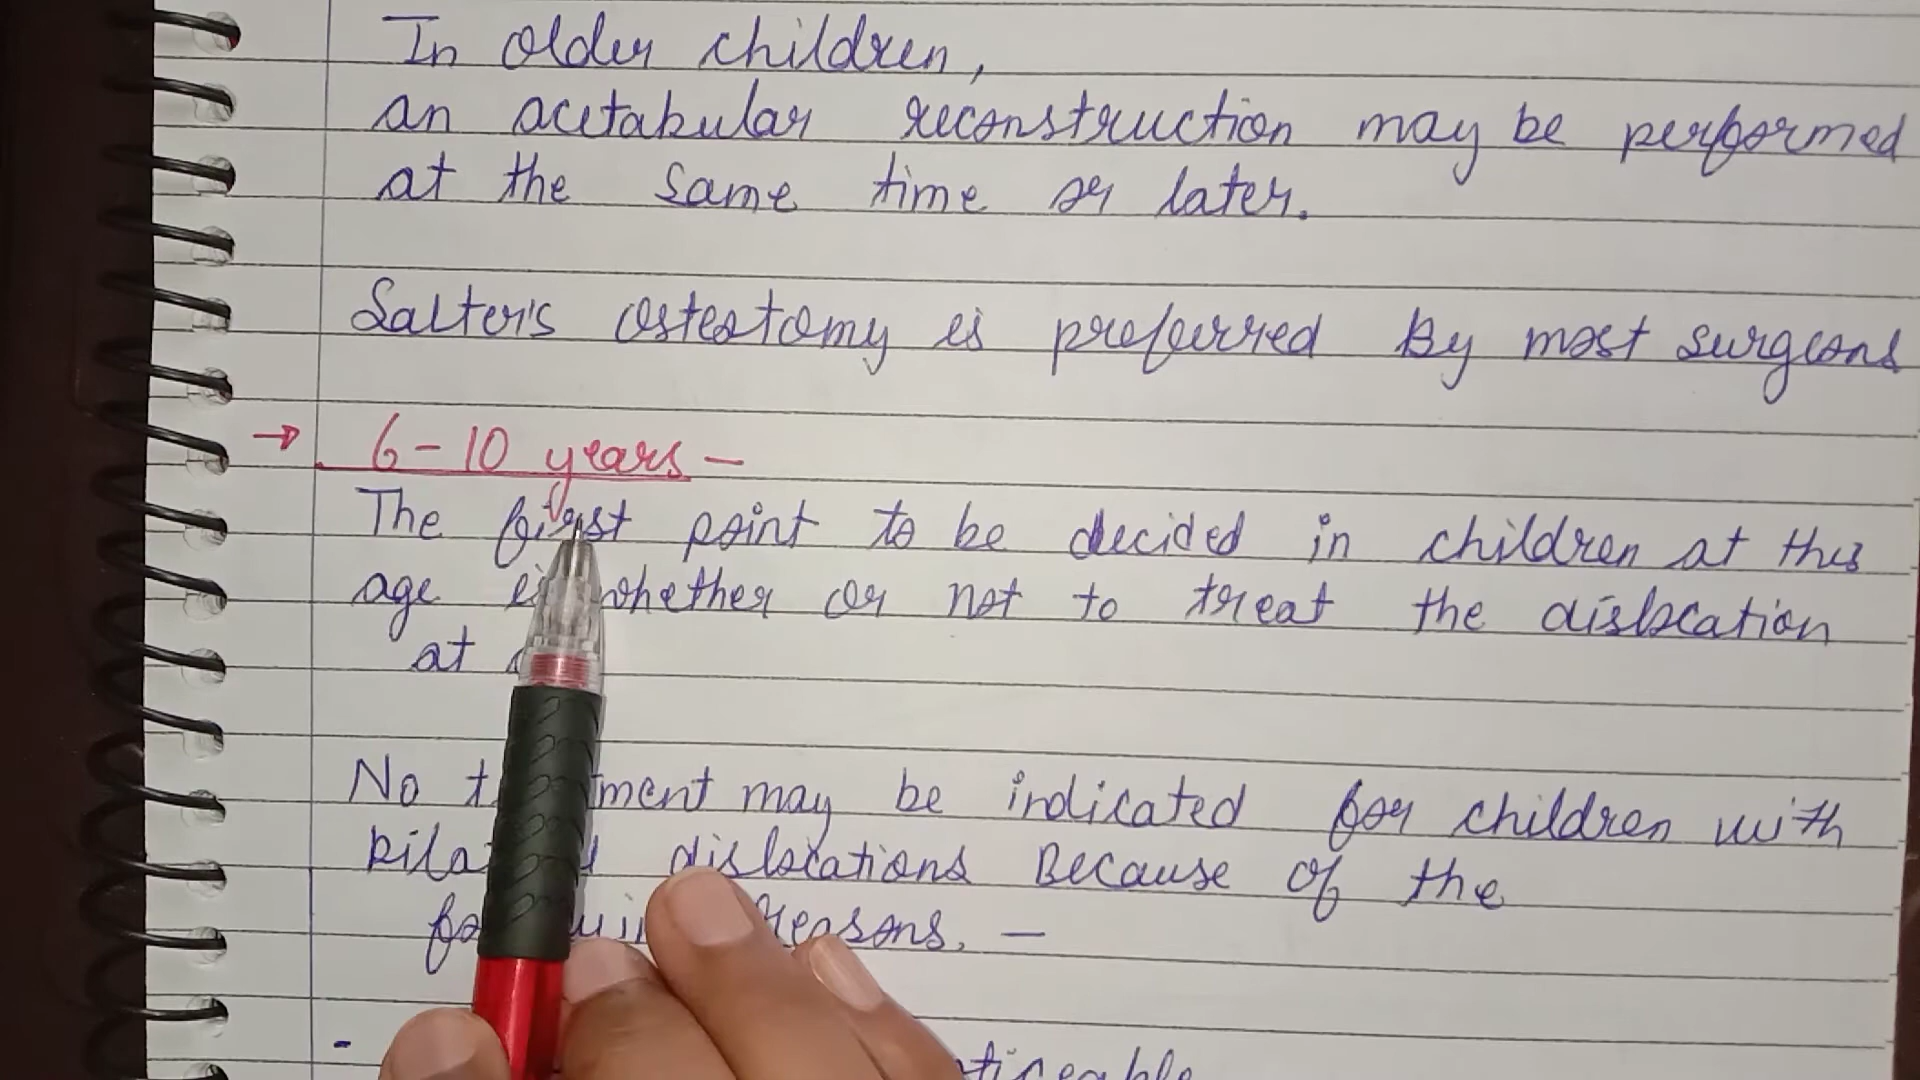 In older children,
an acetabular reconstruction may be performed
at the same time or later.
Salter's osteotomy is preferred By most surgeons
→ 6-10 years -
The first point to be decided in children at this
age is whether or not to treat the dislocation
at
No may be indicated for children with
dislocations Because of the
reasons. -
-